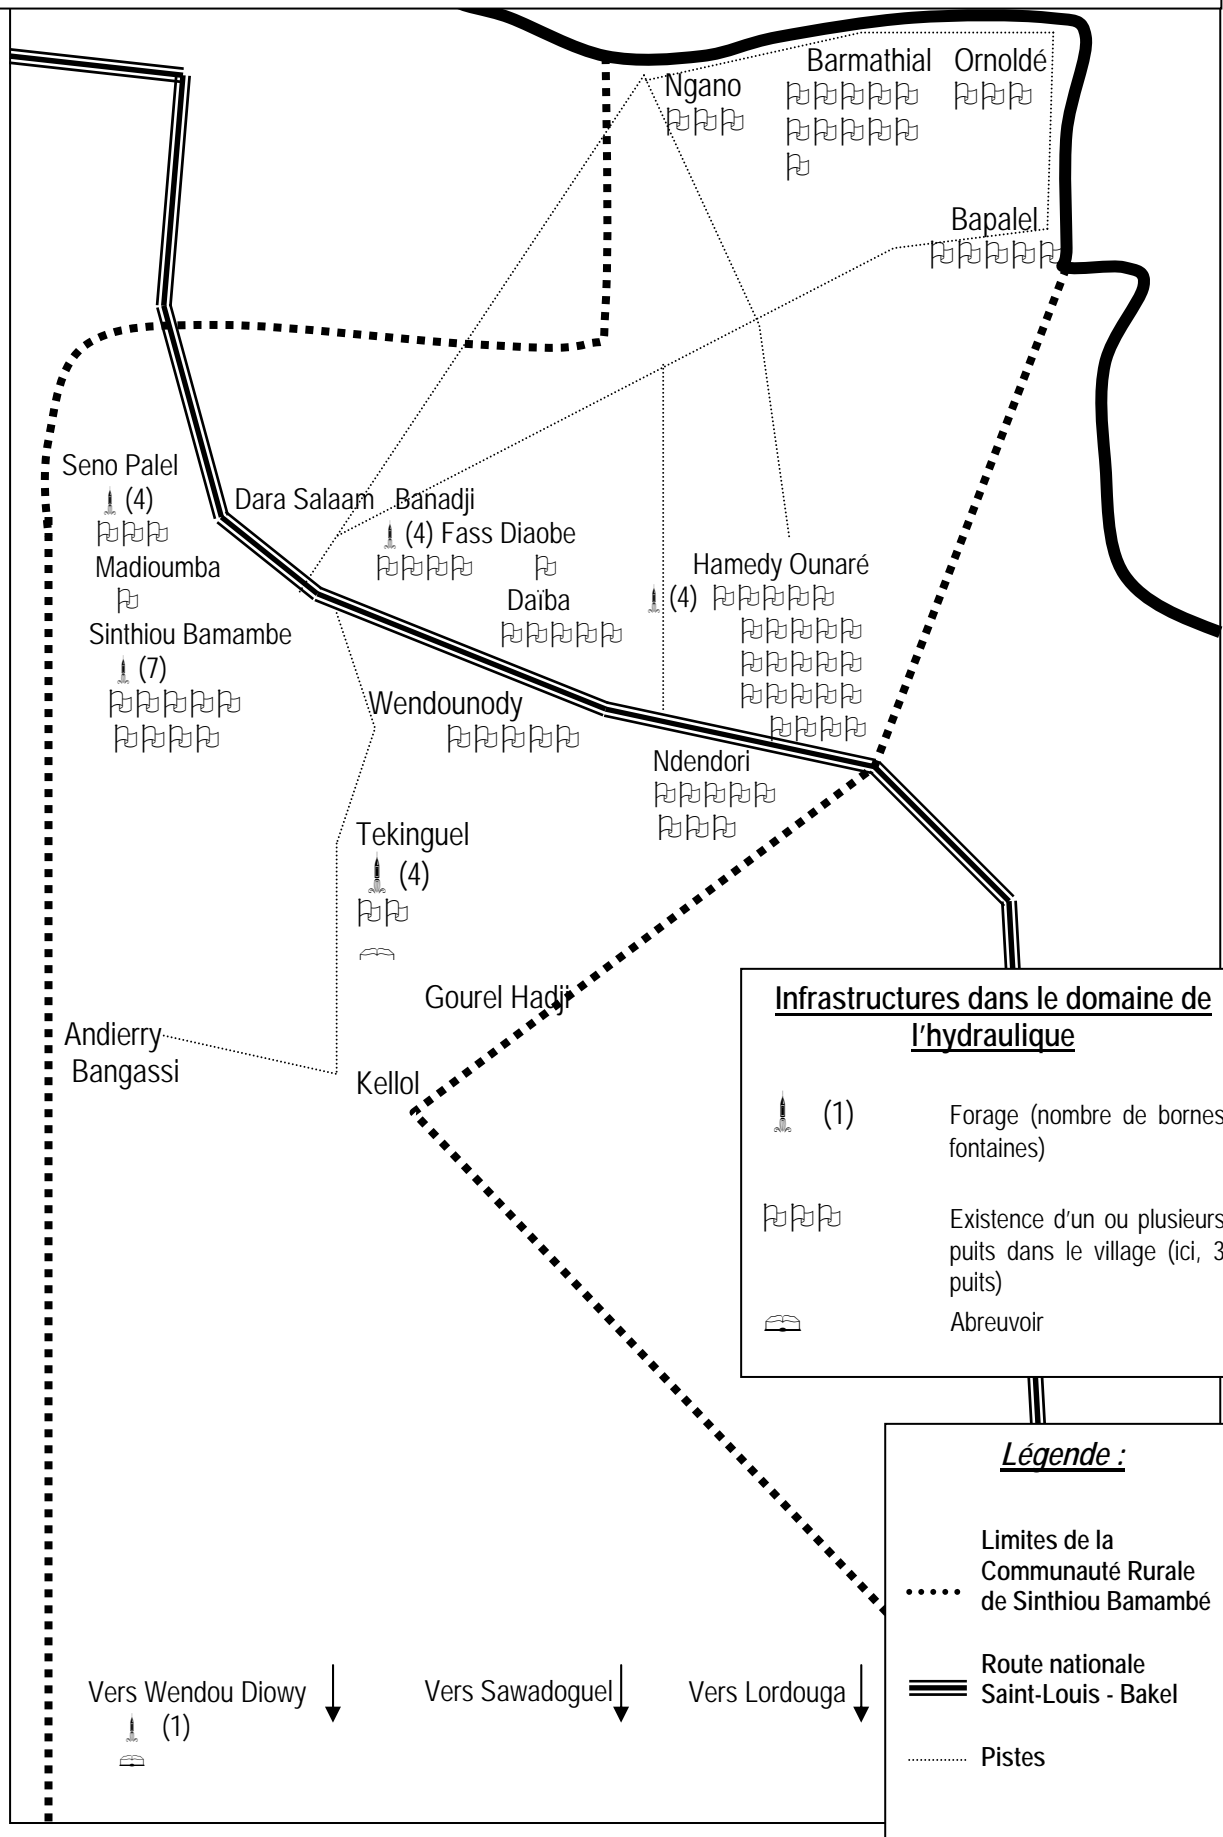 Barmathial
Ornoldé
Ngano
Bapalel
Seno Palel
(4)
Dara Salaam
Banadji
(4) Fass Diaobe
Madioumba
Hamedy Ounaré
Daïba
(4)
Sinthiou Bamambe
(7)
Wendounody
Ndendori
Tekinguel
(4)
Gourel Hadji
Andierry
Bangassi
Kellol
Infrastructures dans le domaine de
l'hydraulique
(1)
Forage (nombre de bornes
fontaines)
Existence d'un ou plusieurs
puits dans le village (ici, 3
puits)
Abreuvoir
Légende :
Limites de la
Communauté Rurale
de Sinthiou Bamambé
Route nationale
Saint-Louis - Bakel
Pistes
Vers Wendou Diowy
(1)
Vers Sawadoguel
Vers Lordouga